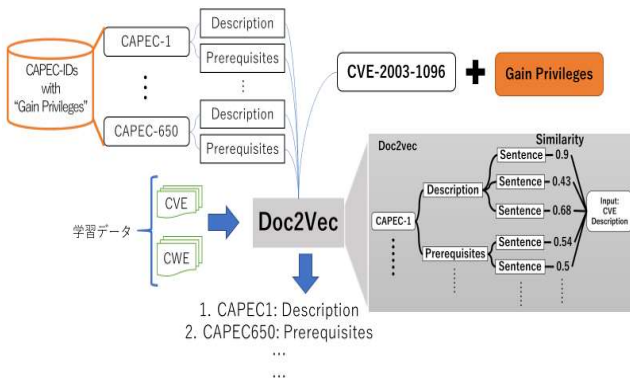 CAPEC-IDs
with
"Gain Privileges"
CAPEC-1
Description
Prerequisites
CAPEC-650
Description
Prerequisites
CVE-2003-1096
Gain Privileges
学習データ
CVE
CWE
Doc2Vec
1. CAPEC1: Description
2. CAPEC650: Prerequisites
...
...
Doc2vec
Similarity
CAPEC-1
Description
Sentence 0.9
Sentence 0.43
Sentence 0.68
Prerequisites
Sentence 0.54
Sentence 0.5
Input:
CVE
Description